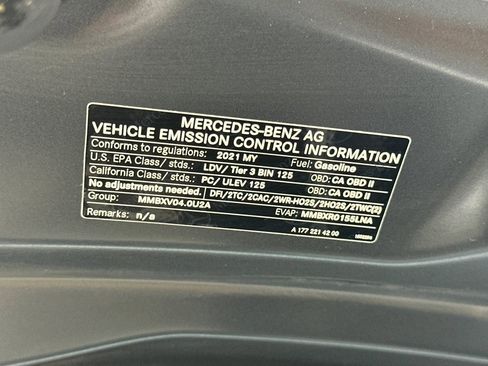 MERCEDES-BENZ AG
VEHICLE EMISSION CONTROL INFORMATION
Conforms to regulations: 2021 MY Fuel: Gasoline
U.S. EPA Class/ stds.: LDV/ Tier 3 BIN 125 OBD: CA OBD II
California Class/ stds.: PC/ ULEV 125 OBD: CA OBD II
No adjustments needed. DFI/2TC/2CAC/2WR-HO2S/2HO2S/2TWC(2)
Group: MMBXV04.0U2A EVAP: MMBXR0155LNA
Remarks: n/a
A 177 221 42 00